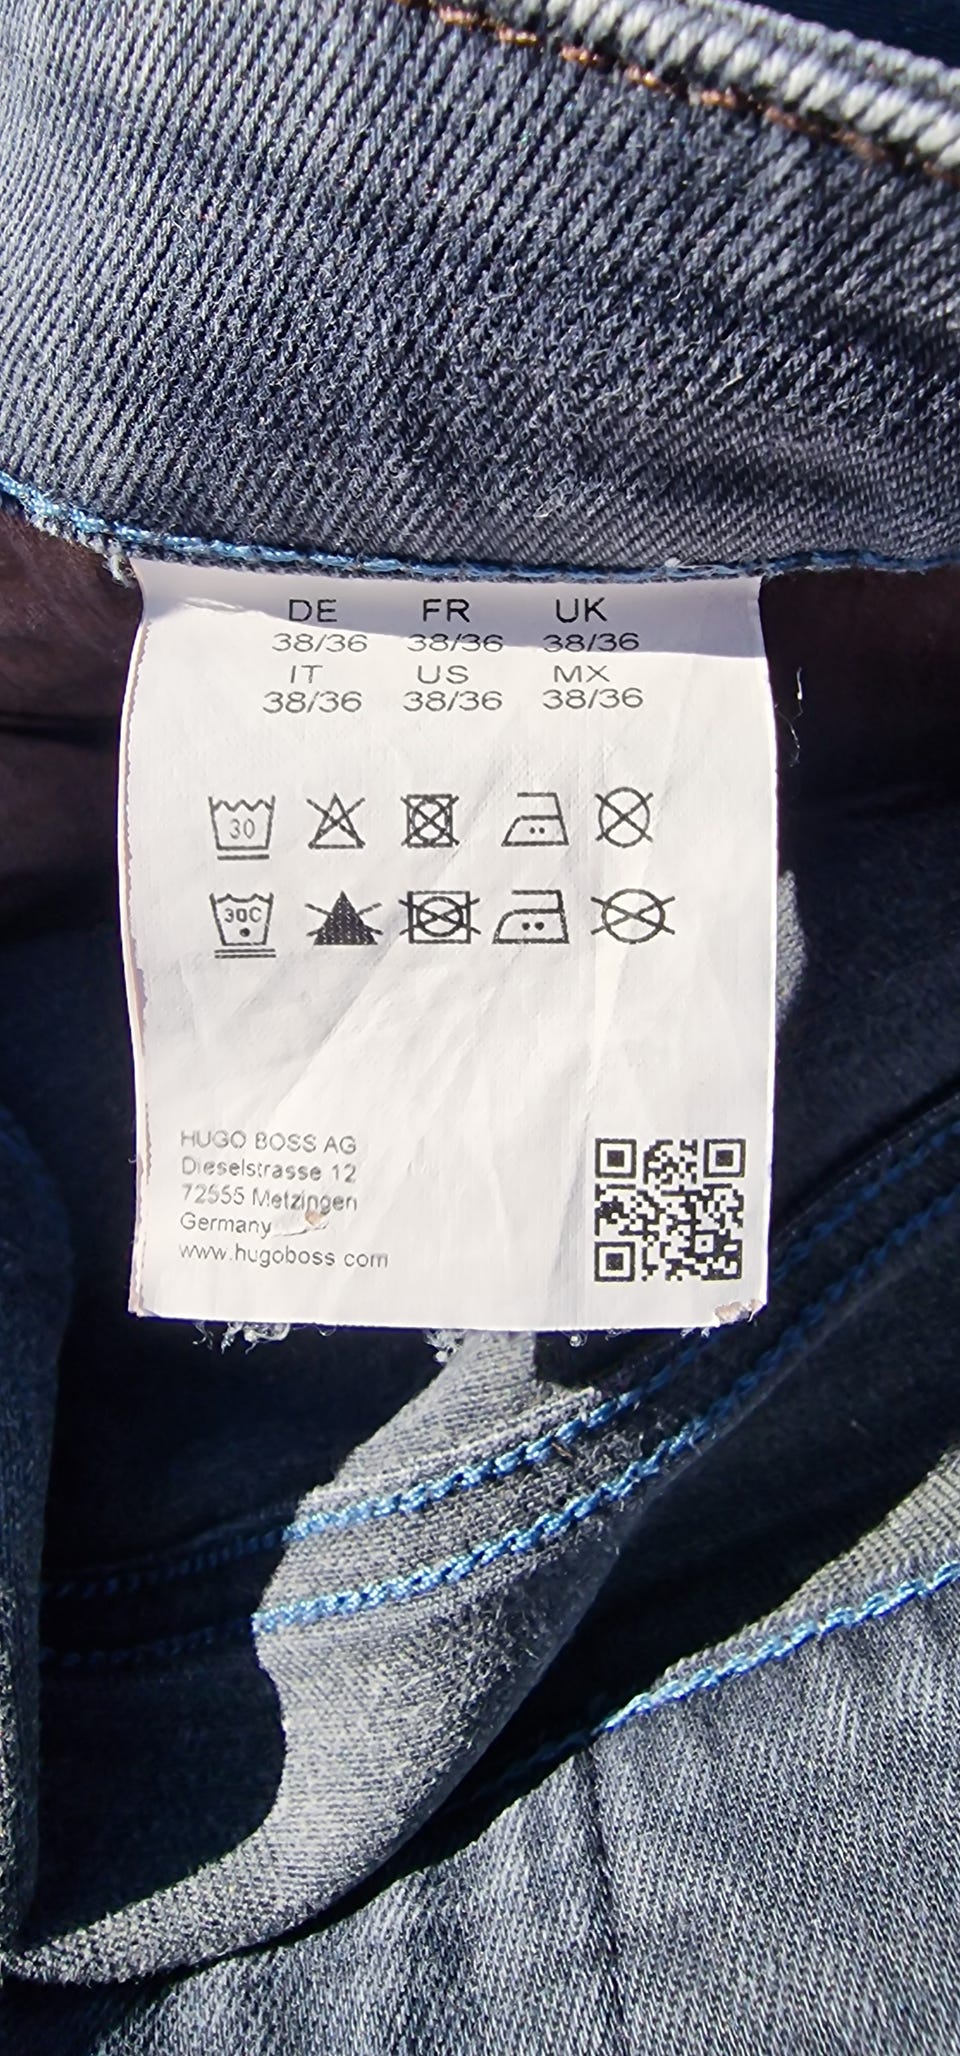 DE FR UK
38/36 38/36 38/36
IT US MX
38/36 38/36 38/36
30
30C
HUGO BOSS AG
Dieselstrasse 12
72555 Metzingen
Germany
www.hugoboss.com